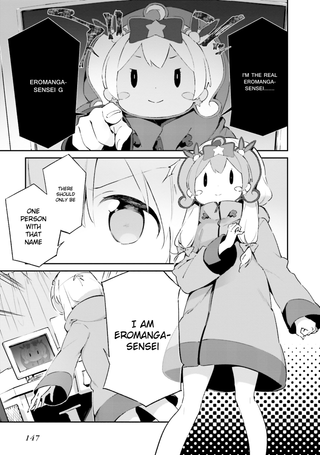 I'M THE REAL
EROMANGA-
SENSEI......
EROMANGA-
SENSEI G
THERE
SHOULD
ONLY BE
ONE
PERSON
WITH
THAT
NAME
I AM
EROMANGA-
SENSEI
147